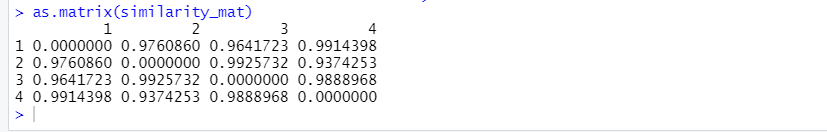 > as.matrix(similarity_mat)
          1         2         3         4
1 0.0000000 0.9760860 0.9641723 0.9914398
2 0.9760860 0.0000000 0.9925732 0.9374253
3 0.9641723 0.9925732 0.0000000 0.9888968
4 0.9914398 0.9374253 0.9888968 0.0000000
>